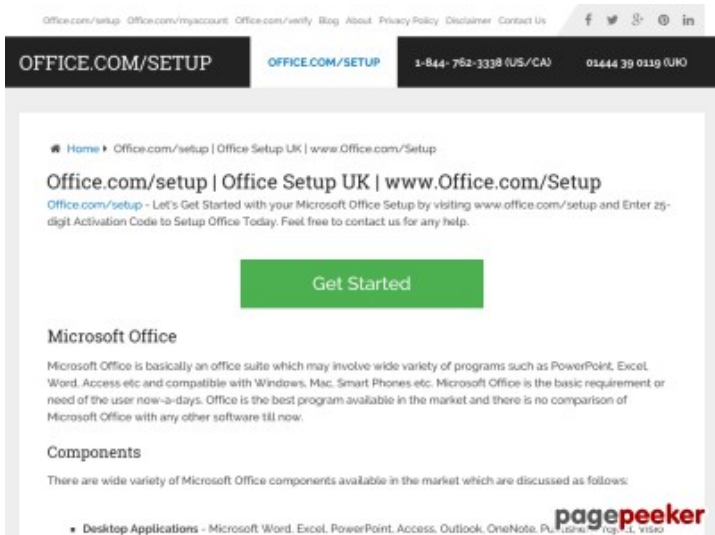 Office.com/setup Office.com/myaccount Office.com/verify Blog About Privacy Policy Disclaimer Contact Us
OFFICE.COM/SETUP OFFICE.COM/SETUP 1-844- 762-3338 (US/CA) 01444 39 0119 (UK)
Home Office.com/setup | Office Setup UK | www.Office.com/Setup
Office.com/setup | Office Setup UK | www.Office.com/Setup
Office.com/setup - Let's Get Started with your Microsoft Office Setup by visiting www.office.com/setup and Enter 25-
digit Activation Code to Setup Office Today. Feel free to contact us for any help.
Get Started
Microsoft Office
Microsoft Office is basically an office suite which may involve wide variety of programs such as PowerPoint, Excel,
Word, Access etc and compatible with Windows, Mac, Smart Phones etc. Microsoft Office is the basic requirement or
need of the user now-a-days. Office is the best program available in the market and there is no comparison of
Microsoft Office with any other software till now.
Components
There are wide variety of Microsoft Office components available in the market which are discussed as follows:
Desktop Applications - Microsoft Word, Excel, PowerPoint, Access, Outlook, OneNote,
pagepeeker